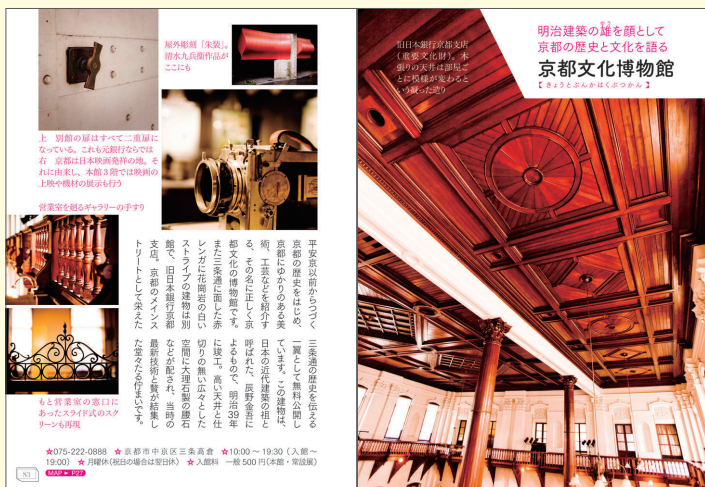 明治建築の雄を顔として
京都の歴史と文化を語る
京都文化博物館
【きょうとぶんかはくぶつかん】
旧日本銀行京都支店
(重要文化財)。木
張りの天井は部屋ご
とに模様が変わると
いう凝った造り
屋外彫刻「朱装」。
清水九兵衛作品が
ここにも
上 別館の扉はすべて二重扉に
なっている。これも元銀行ならでは
右 京都は日本映画発祥の地。そ
れに由来し、本館3階では映画の
上映や機材の展示も行う
営業室を廻るギャラリーの手すり
もと営業室の窓口に
あったスライド式のスク
リーンも再現
平安京以前からつづく
京都の歴史をはじめ、
京都にゆかりのある美
術、工芸などを紹介す
る、その名に正しく京
都文化の博物館です。
また三条通に面した赤
レンガに花崗岩の白い
ストライプの建物は別
館で、旧日本銀行京都
支店。京都のメインス
トリートとして栄えた
三条通の歴史を伝える
一翼として無料公開し
ています。この建物は、
日本の近代建築の祖と
呼ばれた、辰野金吾に
よるもので、明治39年
に竣工。高い天井と仕
切りの無い広々とした
空間に大理石製の腰石
などが配され、当時の
最新技術と贅が結集し
た堂々たる佇まいです。
☆075-222-0888 ☆京都市中京区三条高倉 ☆10:00〜19:30(入館〜
19:00) ☆月曜休(祝日の場合は翌日休) ☆入館料 一般500円(本館・常設展)
MAP ► P27
83